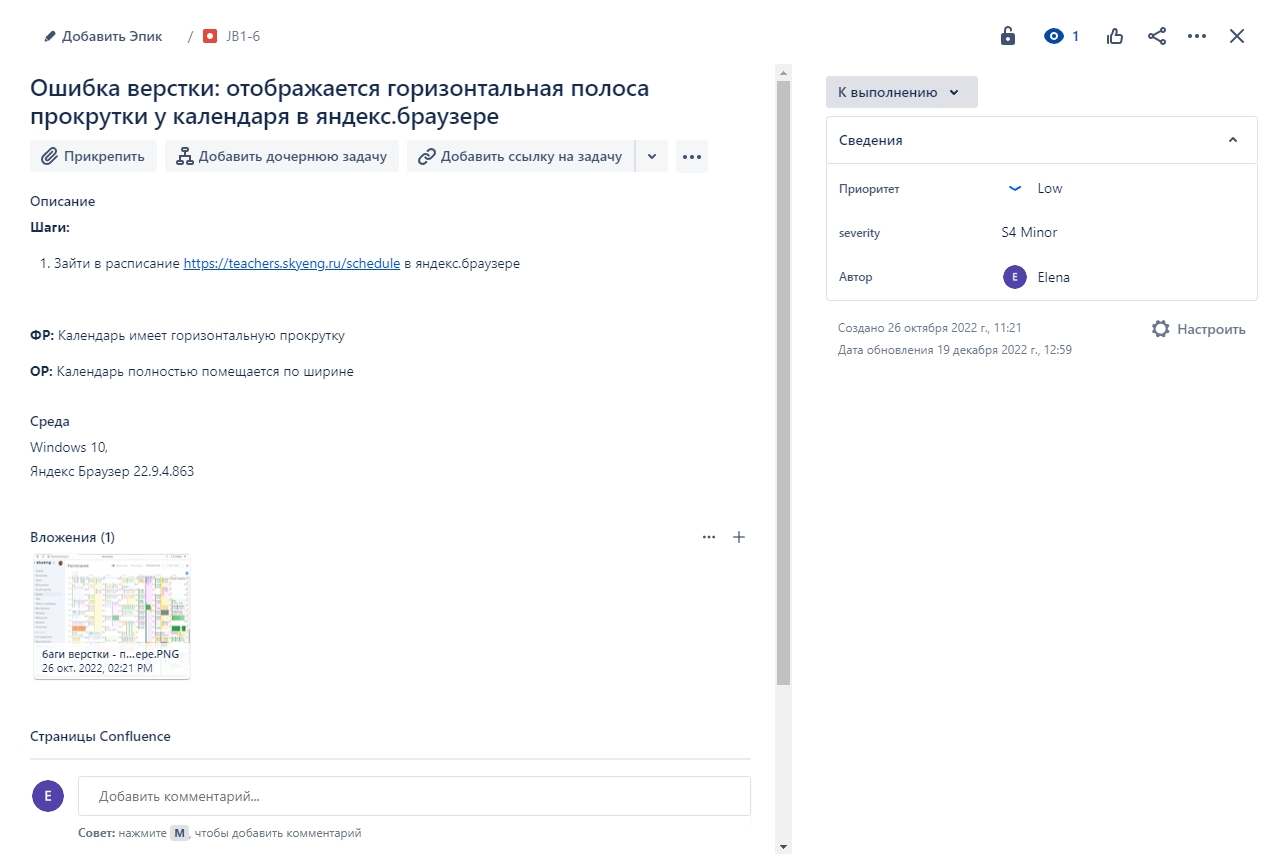 Добавить Эпик / JB1-6
1
Ошибка верстки: отображается горизонтальная полоса
прокрутки у календаря в яндекс.браузере
Прикрепить
Добавить дочернюю задачу
Добавить ссылку на задачу
Описание
Шаги:
1. Зайти в расписание https://teachers.skyeng.ru/schedule в яндекс.браузере
ФР: Календарь имеет горизонтальную прокрутку
ОР: Календарь полностью помещается по ширине
Среда
Windows 10,
Яндекс Браузер 22.9.4.863
Вложения (1)
баги верстки - п...ере.PNG
26 окт. 2022, 02:21 PM
Страницы Confluence
E
Добавить комментарий...
Совет: нажмите M, чтобы добавить комментарий
К выполнению
Сведения
Приоритет Low
severity S4 Minor
Автор E Elena
Создано 26 октября 2022 г., 11:21
Дата обновления 19 декабря 2022 г., 12:59
Настроить